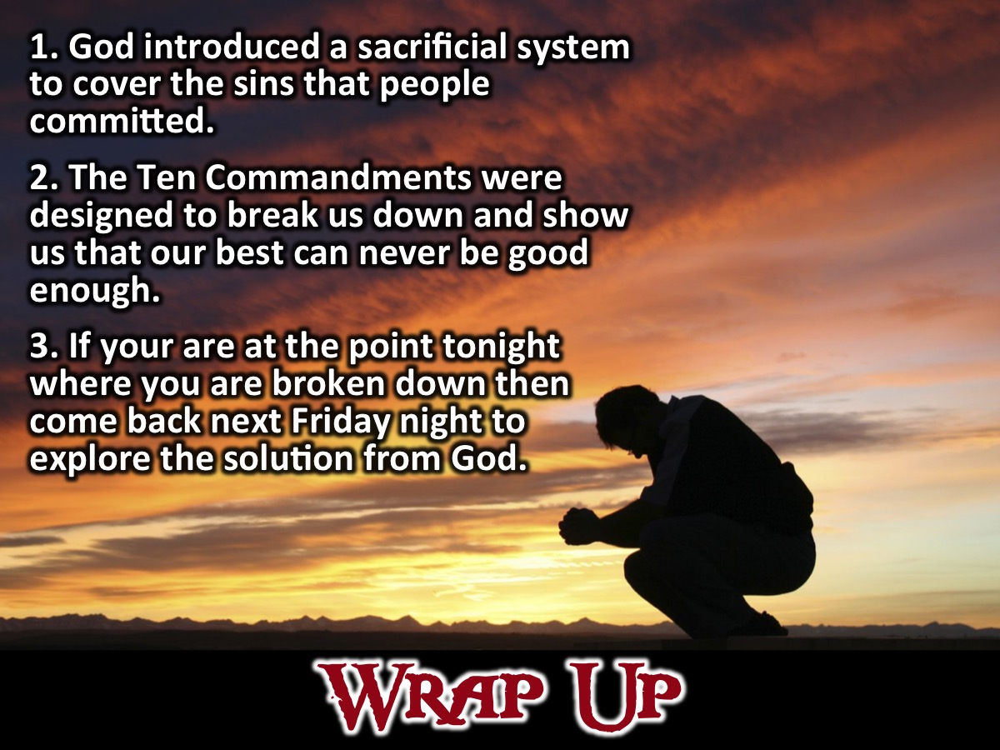 1. God introduced a sacrificial system
to cover the sins that people
committed.
2. The Ten Commandments were
designed to break us down and show
us that our best can never be good
enough.
3. If your are at the point tonight
where you are broken down then
come back next Friday night to
explore the solution from God.
Wrap Up